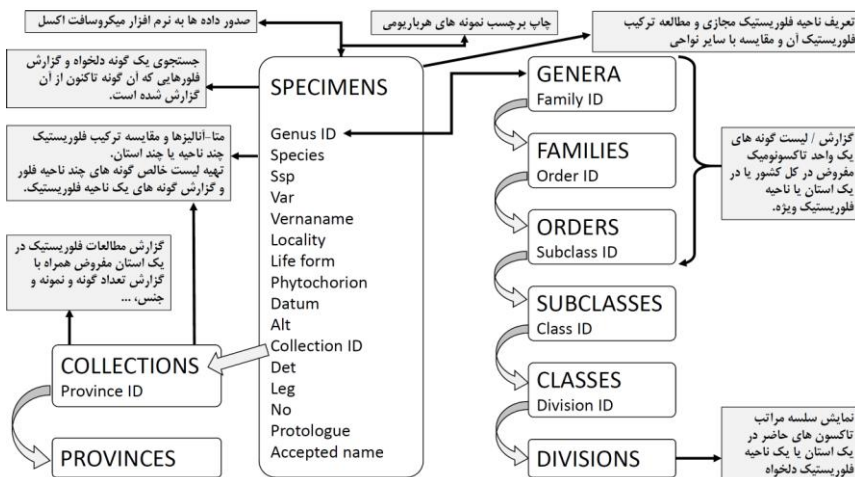 صدور داده ها به نرم افزار میکروسافت اکسل
چاپ برچسب نمونه های هرباریومی
تعریف ناحیه فلوریستیک مجازی و مطالعه ترکیب
فلوریستیک آن و مقایسه با سایر نواحی
جستجوی یک گونه دلخواه و گزارش
فلورهایی که آن گونه تاکنون از آن
گزارش شده است.
متا-آنالیزها و مقایسه ترکیب فلوریستیک
چند ناحیه یا چند استان.
تهیه لیست خالص گونه های چند ناحیه فلور
و گزارش گونه های یک ناحیه فلوریستیک.
گزارش مطالعات فلوریستیک در
یک استان مفروض همراه با
گزارش تعداد گونه و نمونه و
جنس، ...
COLLECTIONS
Province ID
PROVINCES
SPECIMENS
Genus ID
Species
Ssp
Var
Vernaname
Locality
Life form
Phytochorion
Datum
Alt
Collection ID
Det
Leg
No
Protologue
Accepted name
GENERA
Family ID
FAMILIES
Order ID
ORDERS
Subclass ID
SUBCLASSES
Class ID
CLASSES
Division ID
DIVISIONS
گزارش / لیست گونه های
یک واحد تاکسونومیک
مفروض در کل کشور یا در
یک استان یا ناحیه
فلوریستیک ویژه.
نمایش سلسه مراتب
تاکسون های حاضر در
یک استان یا یک ناحیه
فلوریستیک دلخواه